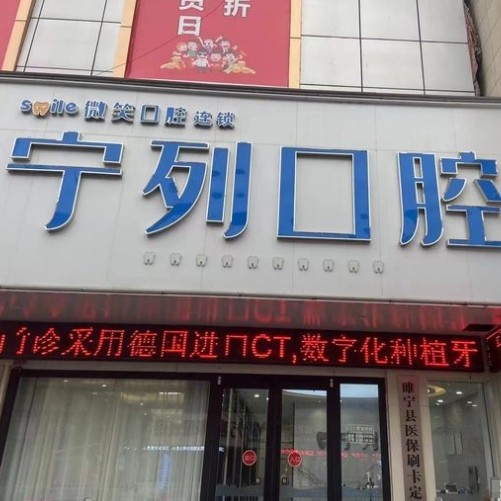 折
日
smile 微笑口腔连锁
宁列口腔
门诊采用德国进口CT,数字化种植牙
睢宁县医保刷卡定